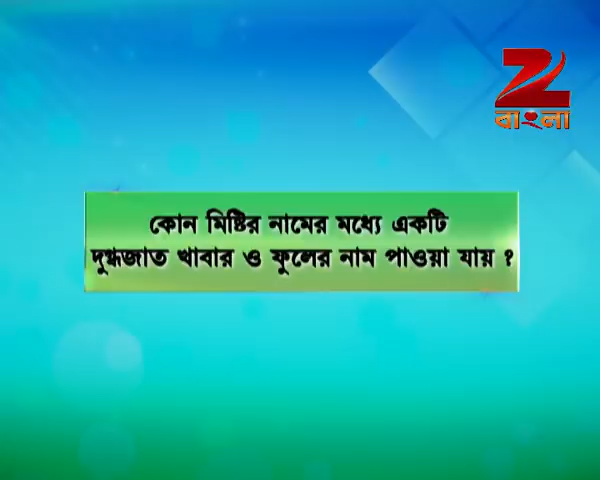 বাংলা
কোন মিষ্টির নামের মধ্যে একটি
দুগ্ধজাত খাবার ও ফুলের নাম পাওয়া যায় ?